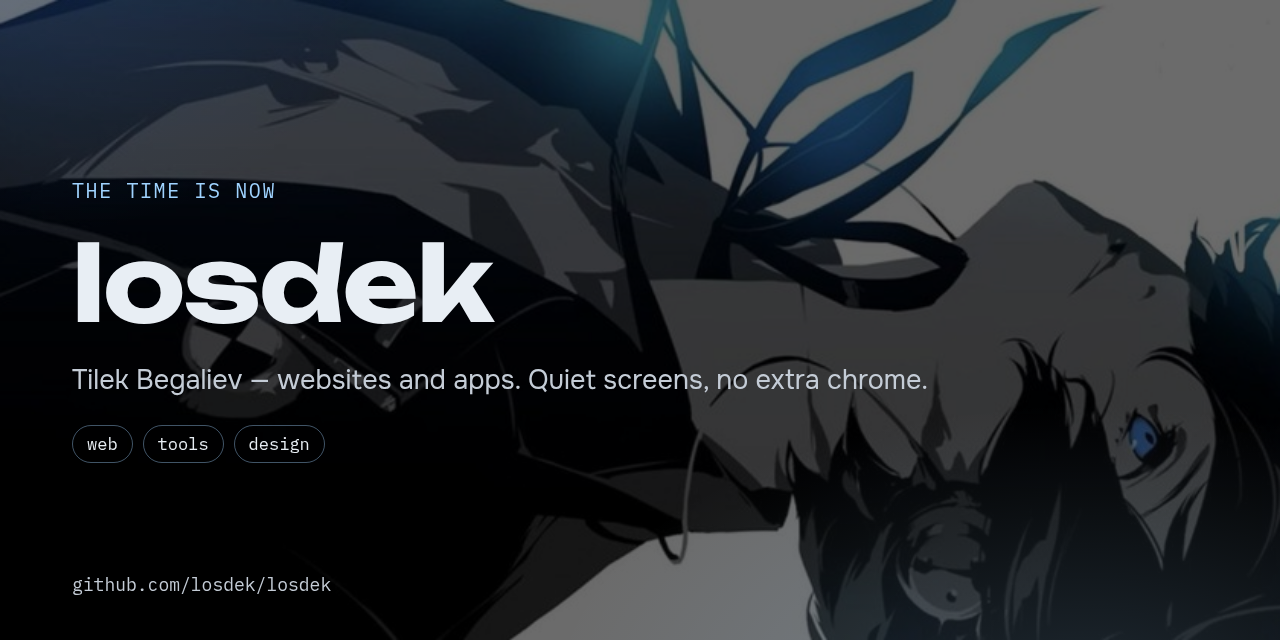 THE TIME IS NOW
losdek
Tilek Begaliev — websites and apps. Quiet screens, no extra chrome.
web tools design
github.com/losdek/losdek